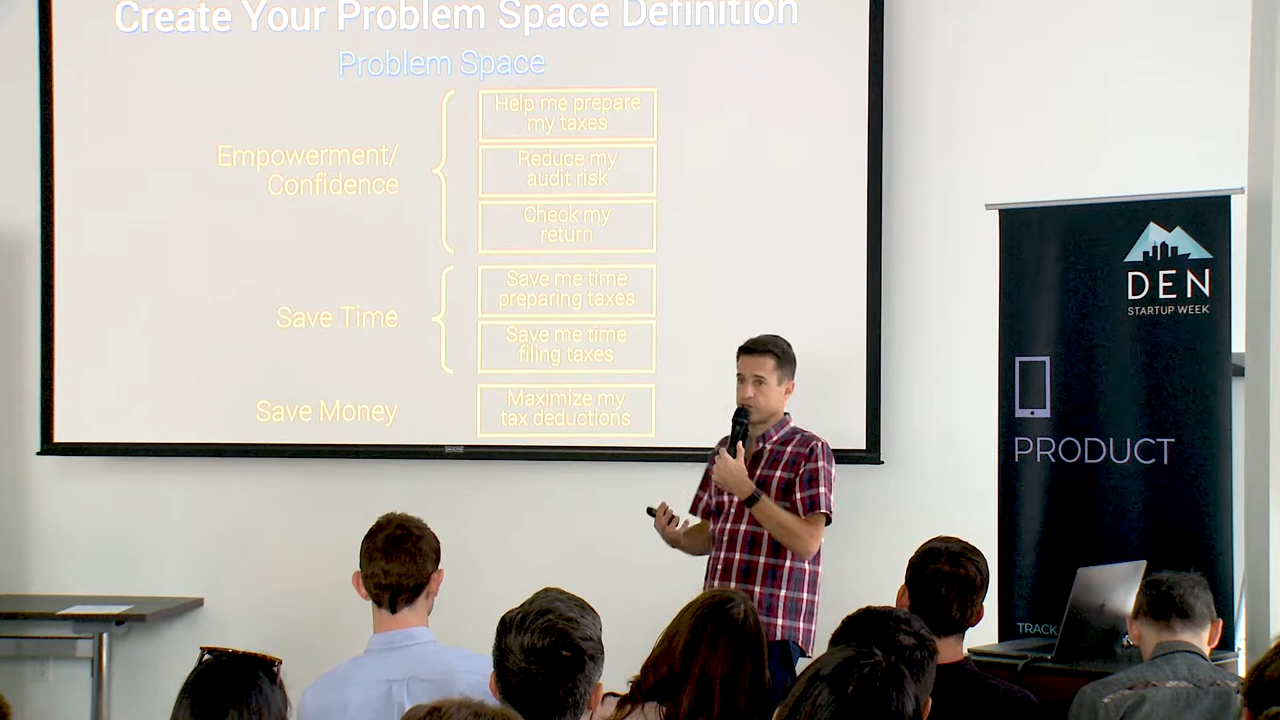 Create Your Problem Space Definition
Problem Space
Empowerment/
Confidence
Help me prepare
my taxes
Reduce my
audit risk
Check my
return
Save Time
Save me time
preparing taxes
Save me time
filing taxes
Save Money
Maximize my
tax deductions
DEN
STARTUP WEEK
PRODUCT
TRACK